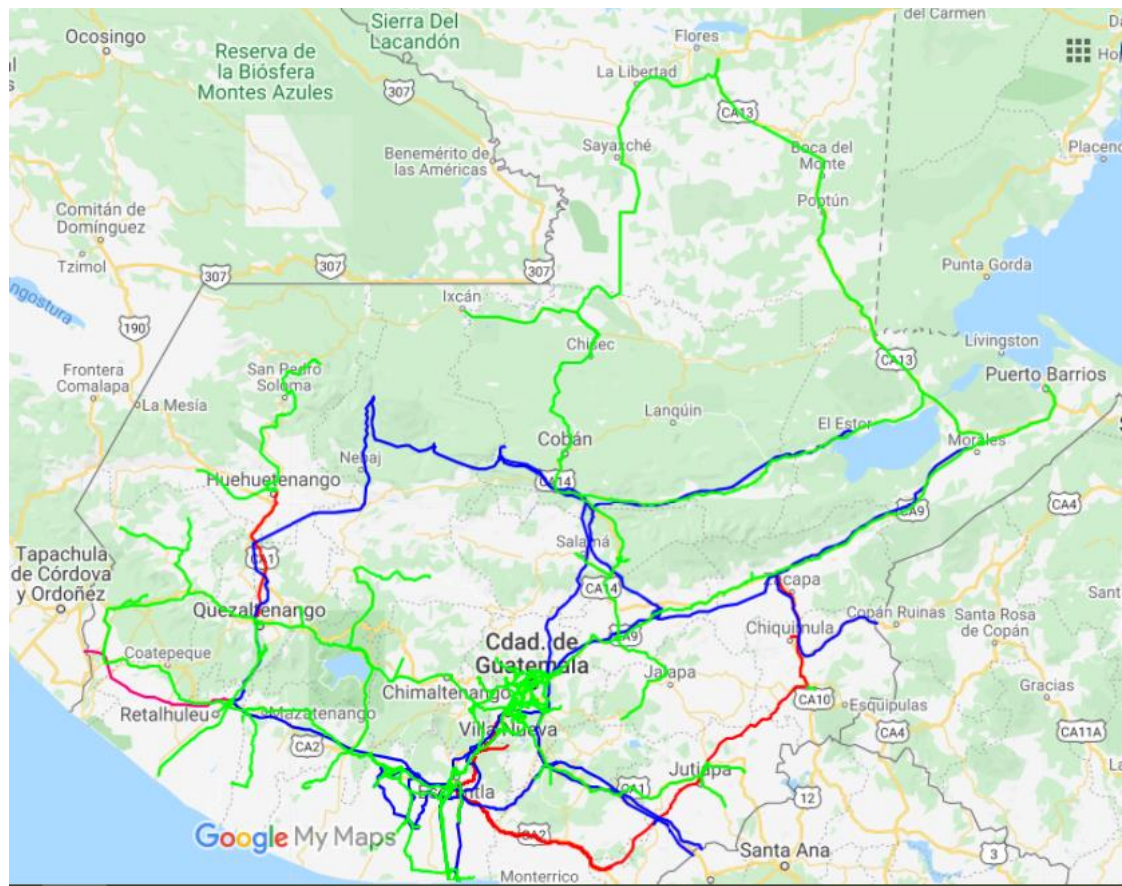 del Carmen
Ocosingo
Sierra Del
Lacandón
Flores
Reserva de
la Biósfera
Montes Azules
La Libertad
307
CA13
Sayaxché
Boca del
Monte
Benemérito de
las Américas
Poptún
Comitán de
Domínguez
Tzimol
307
307
307
Punta Gorda
Ixcán
190
Chisec
CA13
Lívingston
Frontera
Comalapa
San Pedro
Soloma
Puerto Barrios
La Mesía
Lanquín
El Estor
Cobán
Morales
Nebaj
Huehuetenango
CA14
CA4
CA9
Salamá
Tapachula
de Córdova
y Ordoñez
CA1
CA14
Quezaltenango
Copán Ruinas
Santa Rosa
de Copán
CA9
Chiquimula
Cdad. de
Guatemala
Coatepeque
Jalapa
Chimaltenango
Gracias
CA10
Esquipulas
Retalhuleu
Mazatenango
Villa Nueva
CA4
CA11A
CA2
Jutiapa
CA1
12
Google My Maps
CA2
Santa Ana
3
Monterrico